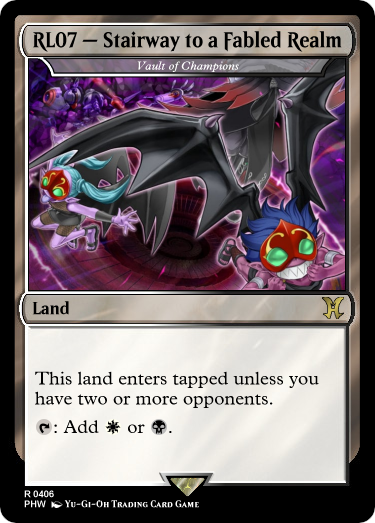 RL07 — Stairway to a Fabled Realm
Vault of Champions
Land
This land enters tapped unless you
have two or more opponents.
: Add or .
R 0406
PHW Yu-Gi-Oh Trading Card Game